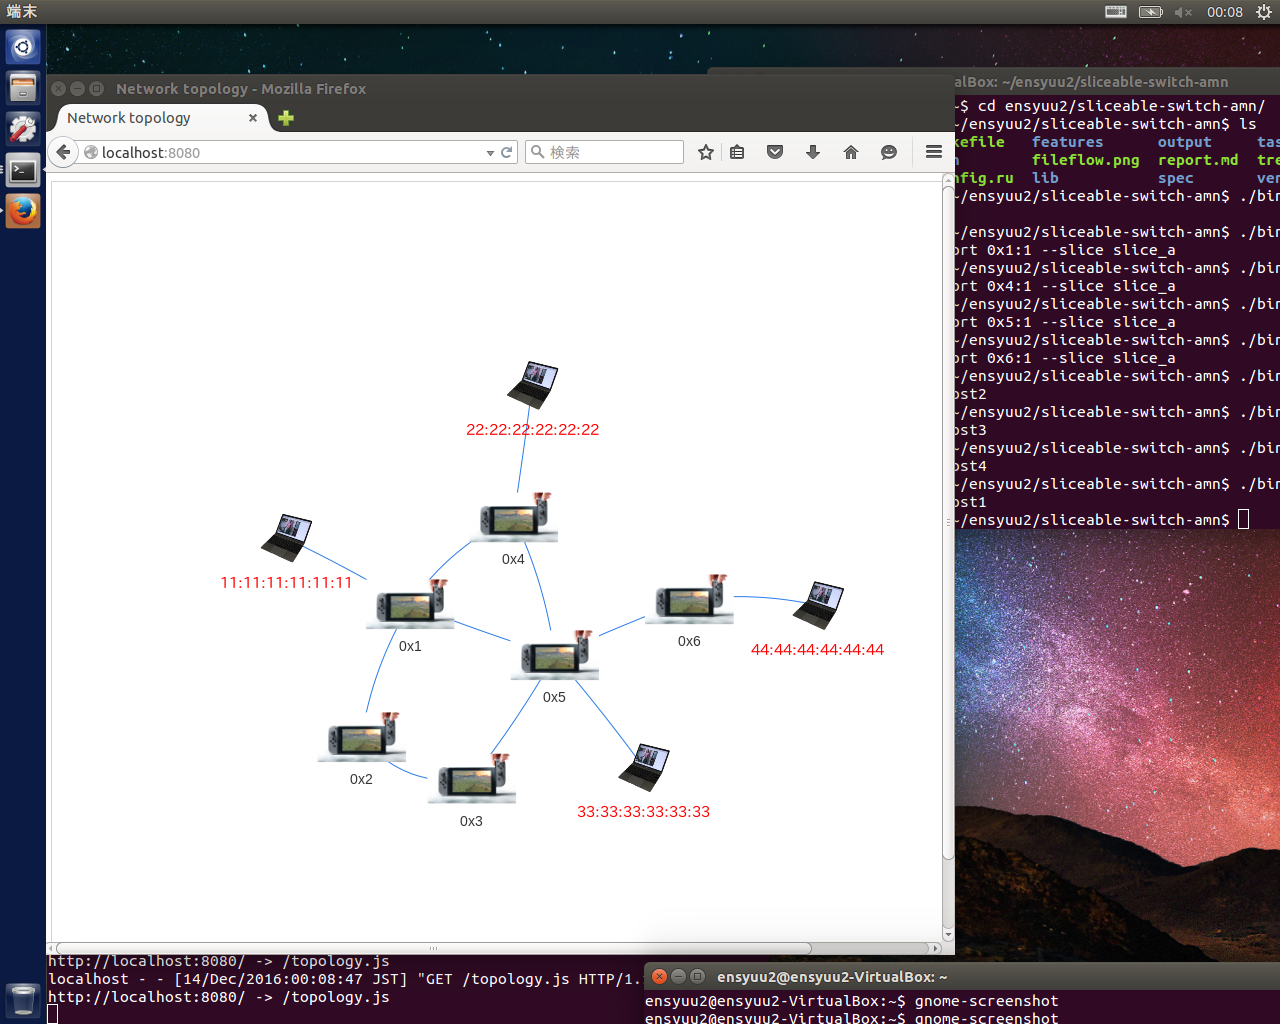 端末
00:08
Network topology - Mozilla Firefox
Network topology
localhost:8080
検索
22:22:22:22:22:22
0x4
11:11:11:11:11:11
0x1
0x6
44:44:44:44:44:44
0x5
0x2
0x3
33:33:33:33:33:33
alBox: ~/ensyuu2/sliceable-switch-amn
~$ cd ensyuu2/sliceable-switch-amn/
~/ensyuu2/sliceable-switch-amn$ ls
kefile features output tas
fileflow.png report.md tre
nfig.ru lib spec ver
~/ensyuu2/sliceable-switch-amn$ ./bin
~/ensyuu2/sliceable-switch-amn$ ./bin
ort 0x1:1 --slice slice_a
~/ensyuu2/sliceable-switch-amn$ ./bin
ort 0x4:1 --slice slice_a
~/ensyuu2/sliceable-switch-amn$ ./bin
ort 0x5:1 --slice slice_a
~/ensyuu2/sliceable-switch-amn$ ./bin
ort 0x6:1 --slice slice_a
~/ensyuu2/sliceable-switch-amn$ ./bin
ost2
~/ensyuu2/sliceable-switch-amn$ ./bin
ost3
~/ensyuu2/sliceable-switch-amn$ ./bin
ost4
~/ensyuu2/sliceable-switch-amn$ ./bin
ost1
~/ensyuu2/sliceable-switch-amn$
http://localhost:8080/ -> /topology.js
localhost - - [14/Dec/2016:00:08:47 JST] "GET /topology.js HTTP/1.
http://localhost:8080/ -> /topology.js
ensyuu2@ensyuu2-VirtualBox: ~
ensyuu2@ensyuu2-VirtualBox:~$ gnome-screenshot
ensyuu2@ensyuu2-VirtualBox:~$ gnome-screenshot